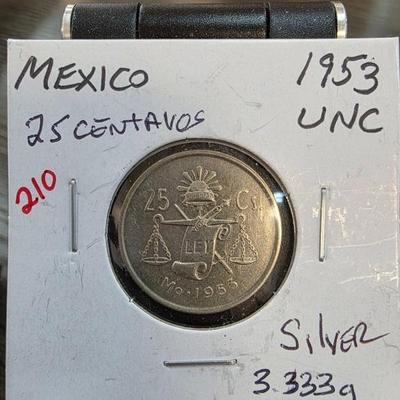 MEXICO 1953
25 CENTAVOS UNC
210
25 Cs.
LEY
Mo · 1953
Silver
3.333g